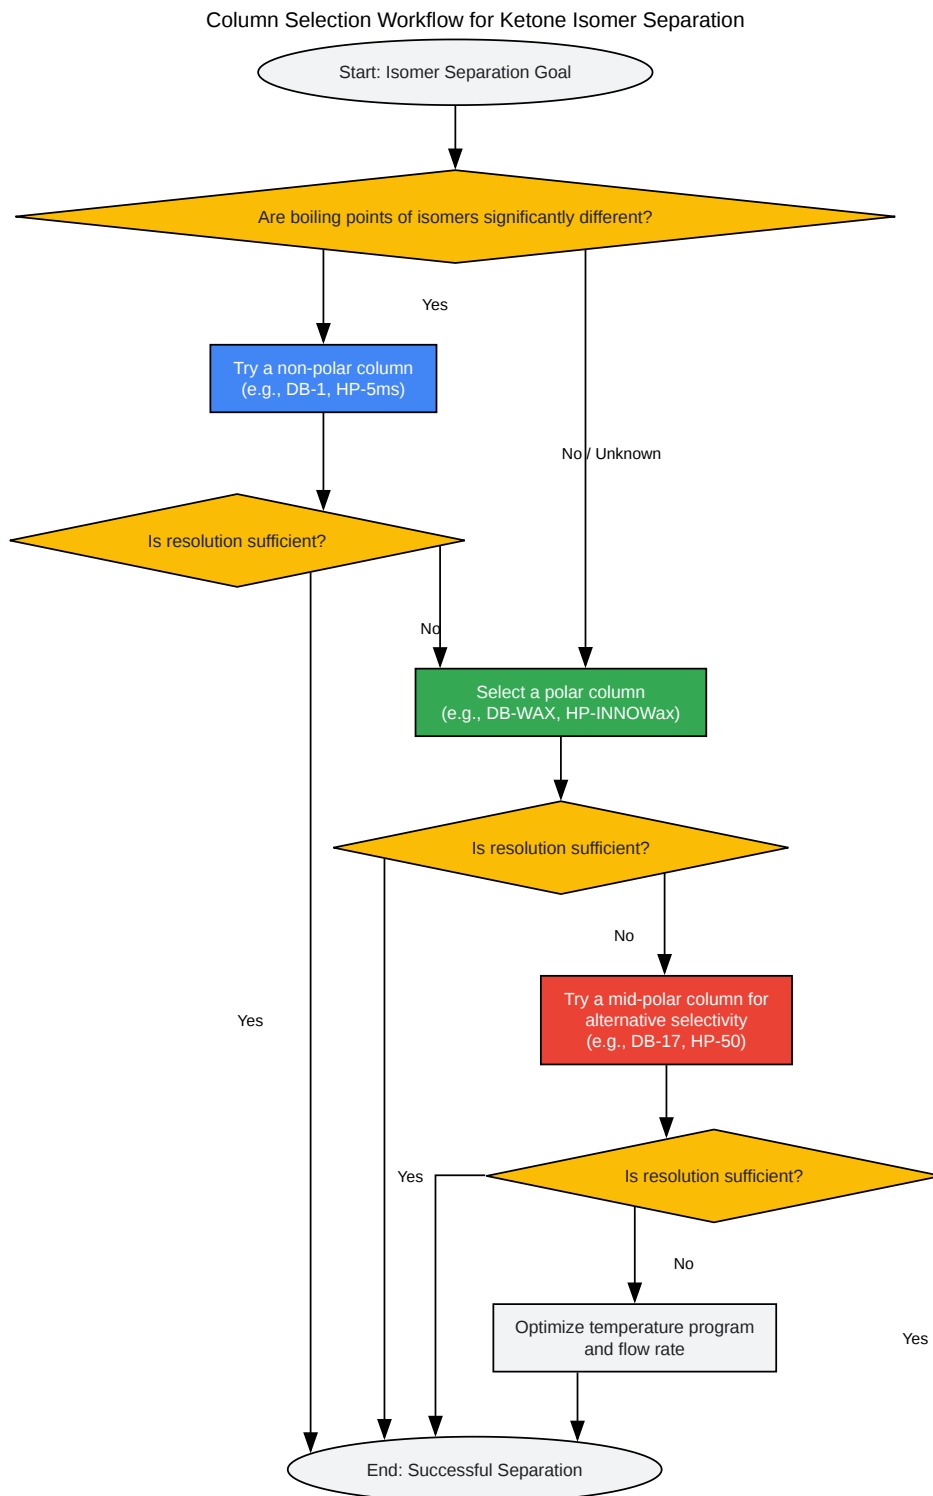 Column Selection Workflow for Ketone Isomer Separation
Start: Isomer Separation Goal
Are boiling points of isomers significantly different?
Yes
Try a non-polar column
(e.g., DB-1, HP-5ms)
No / Unknown
Is resolution sufficient?
No
Select a polar column
(e.g., DB-WAX, HP-INNOWax)
Is resolution sufficient?
No
Try a mid-polar column for
alternative selectivity
(e.g., DB-17, HP-50)
Yes
Yes
Is resolution sufficient?
No
Optimize temperature program
and flow rate
Yes
End: Successful Separation